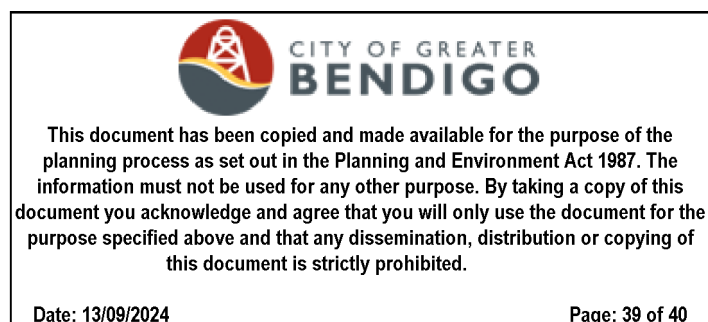 CITY OF GREATER
BENDIGO
This document has been copied and made available for the purpose of the
planning process as set out in the Planning and Environment Act 1987. The
information must not be used for any other purpose. By taking a copy of this
document you acknowledge and agree that you will only use the document for the
purpose specified above and that any dissemination, distribution or copying of
this document is strictly prohibited.
Date: 13/09/2024 Page: 39 of 40